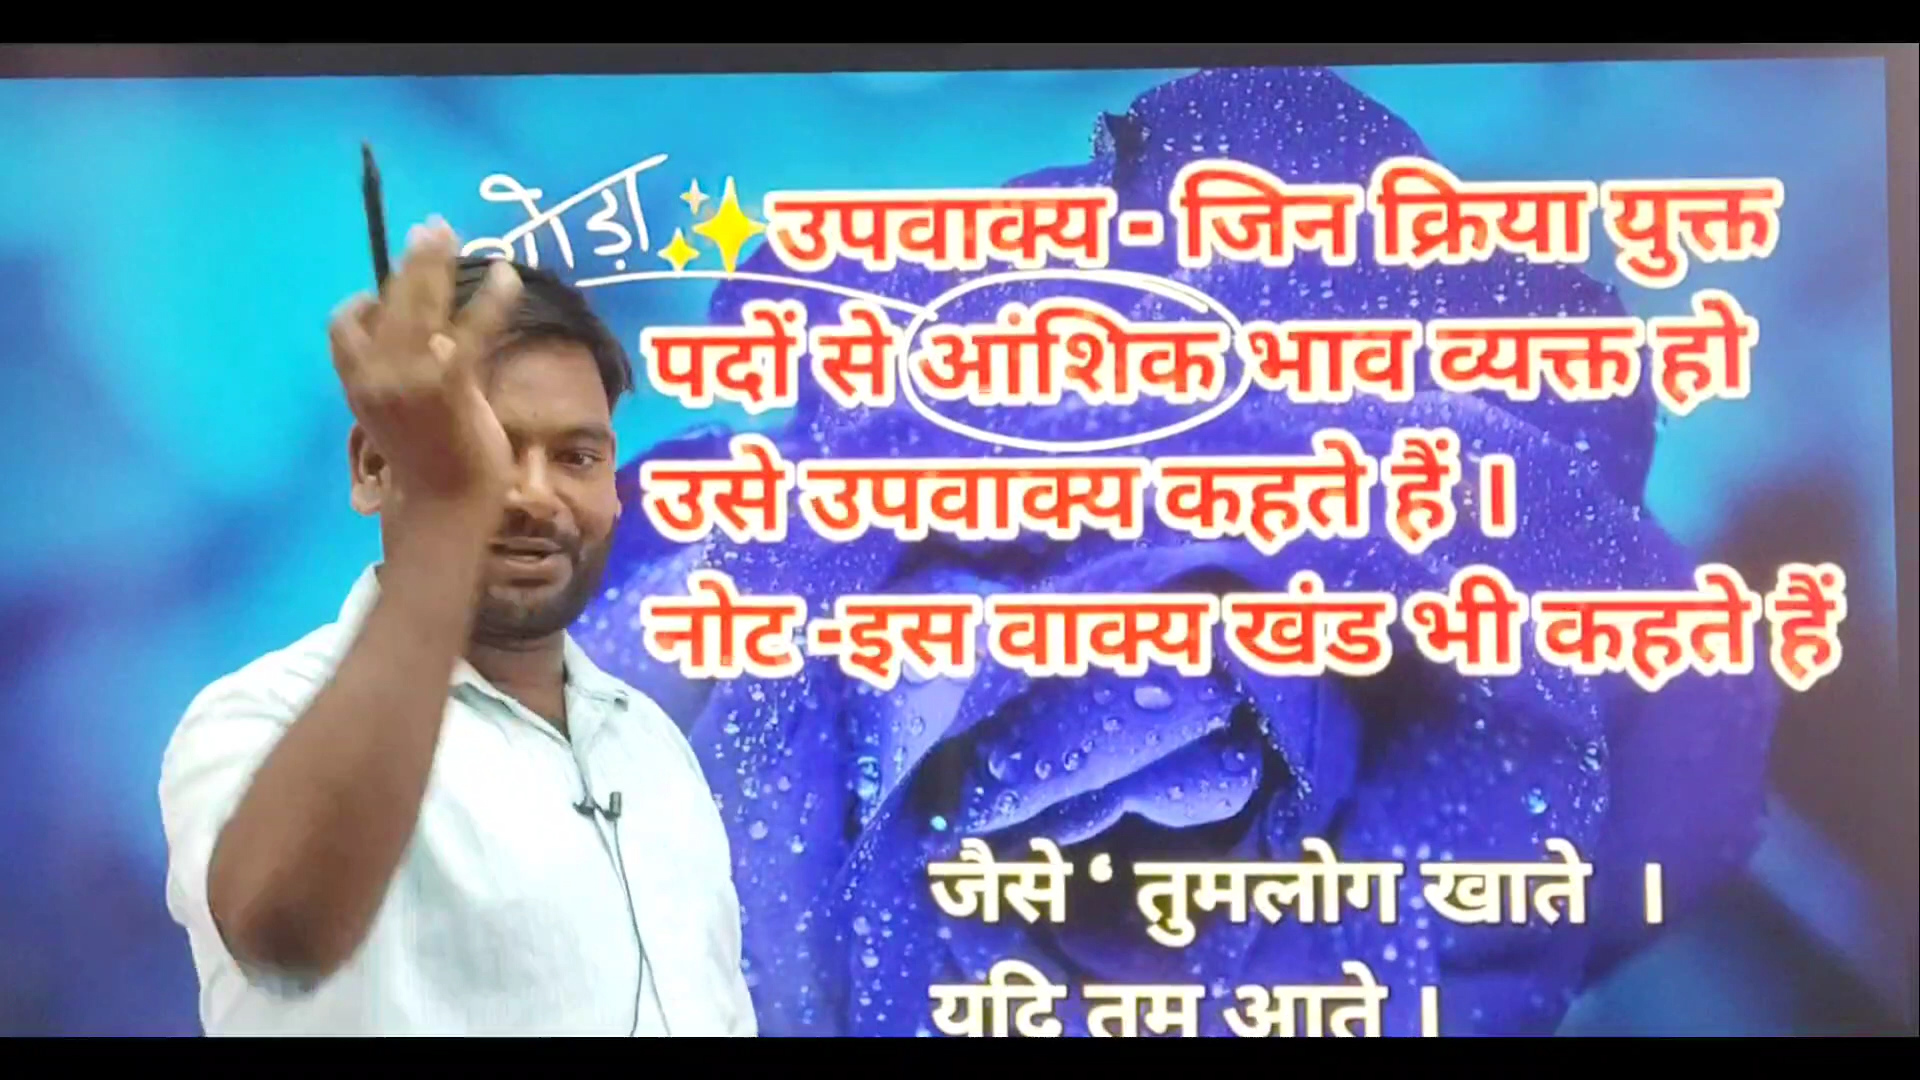 उपवाक्य - जिन क्रिया युक्त
पदों से आंशिक भाव व्यक्त हो
उसे उपवाक्य कहते हैं ।
नोट -इस वाक्य खंड भी कहते हैं
जैसे ‘ तुमलोग खाते ।
यदि तुम आते ।